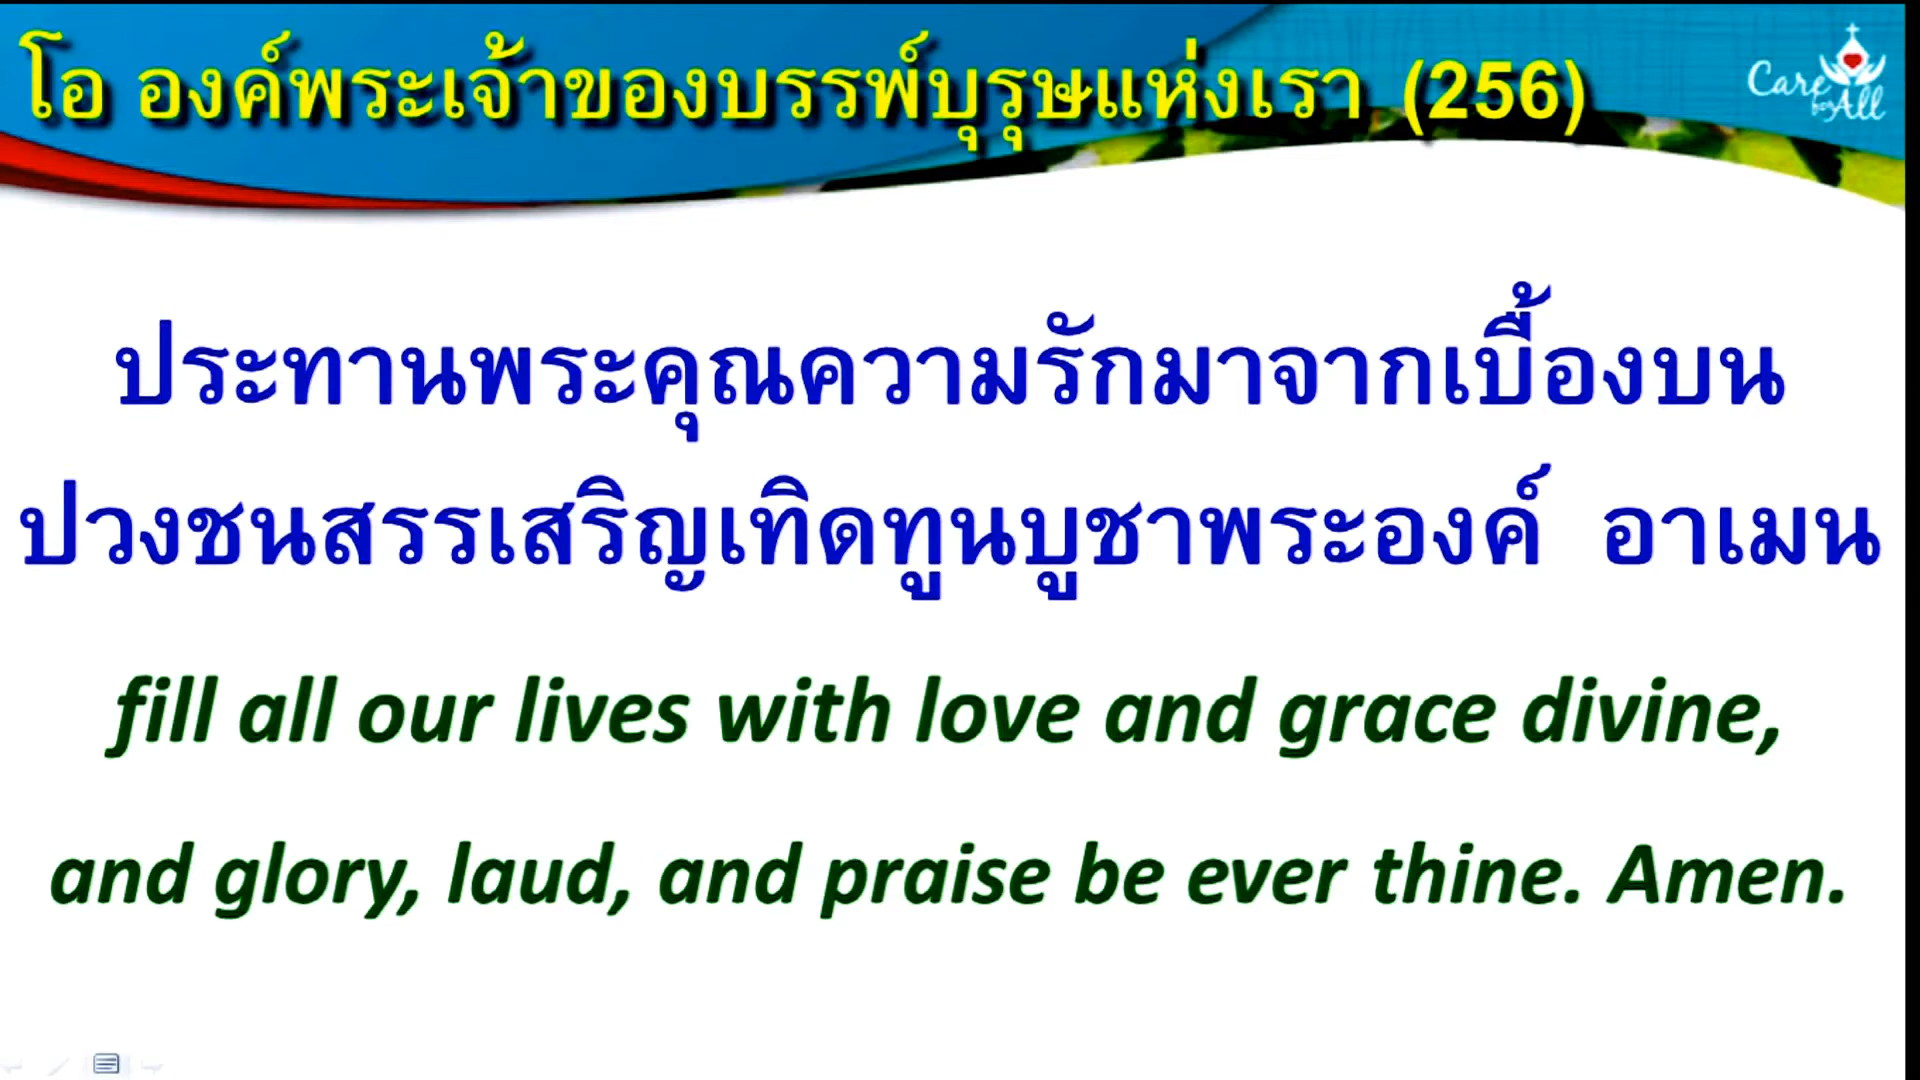 โอ องค์พระเจ้าของบรรพ์บุรุษแห่งเรา (256)
Care
for All
ประทานพระคุณความรักมาจากเบื้องบน
ปวงชนสรรเสริญเทิดทูนบูชาพระองค์ อาเมน
fill all our lives with love and grace divine,
and glory, laud, and praise be ever thine. Amen.